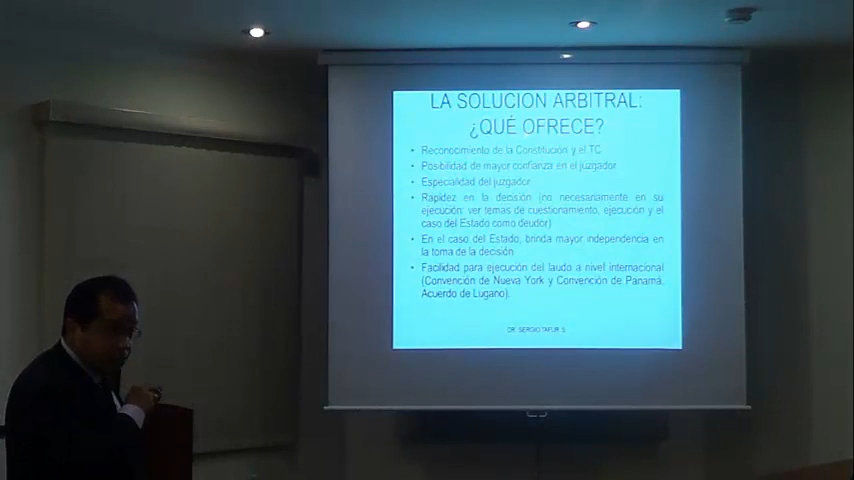 LA SOLUCION ARBITRAL:
¿QUÉ OFRECE?
• Reconocimiento de la Constitución y el TC
• Posibilidad de mayor confianza en el juzgador
• Especialidad del juzgador
• Rapidez en la decisión (no necesariamente en su
ejecución: ver temas de cuestionamiento, ejecución y el
caso del Estado como deudor)
• En el caso del Estado, brinda mayor independencia en
la toma de la decisión
• Facilidad para ejecución del laudo a nivel internacional
(Convención de Nueva York y Convención de Panamá.
Acuerdo de Lugano).
DR. SERGIO TAFUR S.